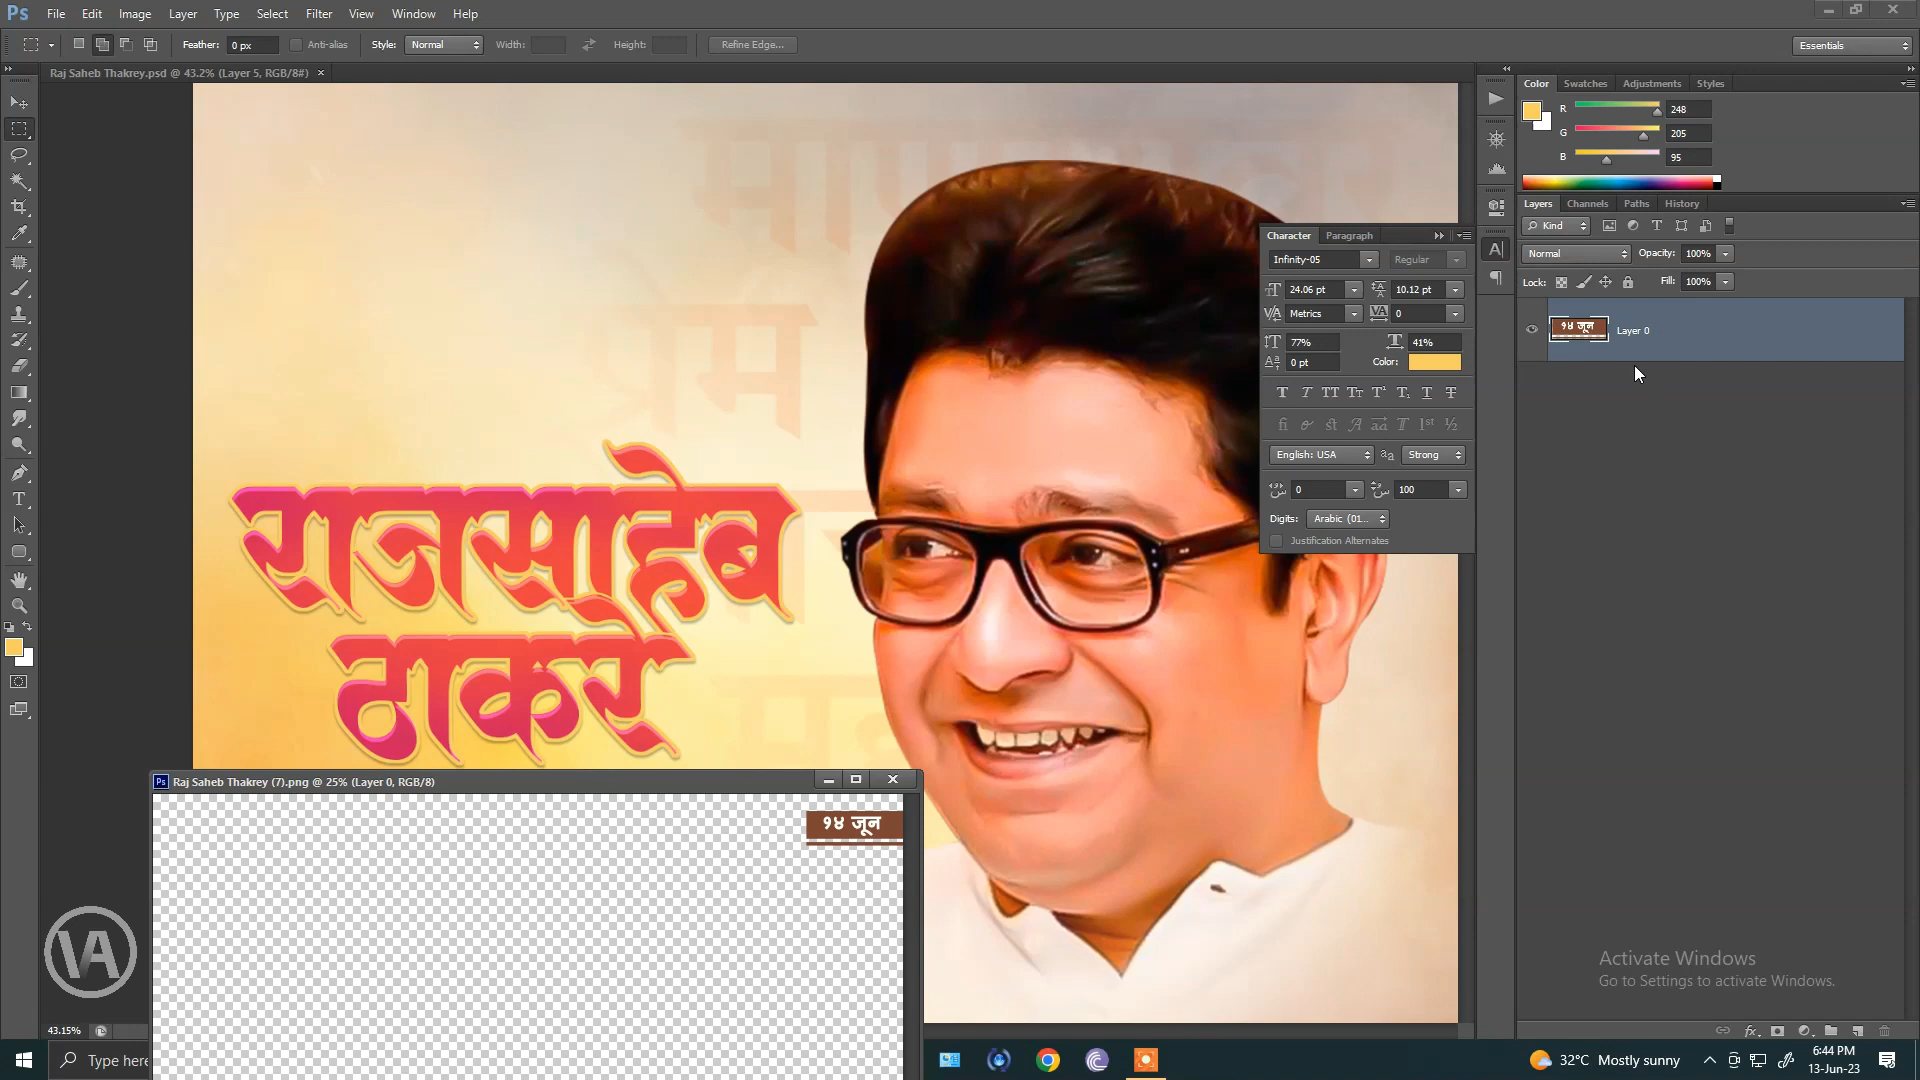 Ps File Edit Image Layer Type Select Filter View Window Help
Feather: 0 px Anti-alias Style: Normal Width: Height: Refine Edge... Essentials
Raj Saheb Thakrey.psd @ 43.2% (Layer 5, RGB/8#) ×
Color Swatches Adjustments Styles
R 248
G 205
B 95
Layers Channels Paths History
Kind
Normal Opacity: 100%
Lock: Fill: 100%
१४ जून Layer 0
Character Paragraph
Infinity-05 Regular
24.06 pt 10.12 pt
Metrics 0
77% 41%
0 pt Color:
English: USA aa Strong
0 100
Digits: Arabic (01...
Justification Alternates
प्रेम
राजसाहेब
ठाकरे
Ps Raj Saheb Thakrey (7).png @ 25% (Layer 0, RGB/8)
१४ जून
VA
Activate Windows
Go to Settings to activate Windows.
43.15%
Type here
32°C Mostly sunny
6:44 PM
13-Jun-23